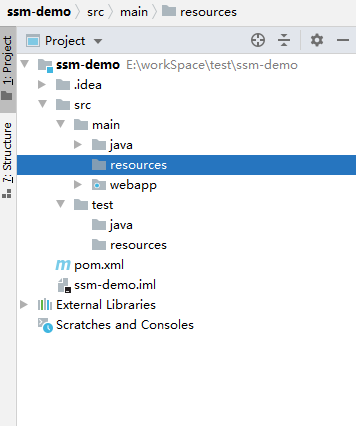 ssm-demo › src › main › resources
Project
ssm-demo E:\workSpace\test\ssm-demo
.idea
src
main
java
resources
webapp
test
java
resources
pom.xml
ssm-demo.iml
External Libraries
Scratches and Consoles
1: Project
7: Structure